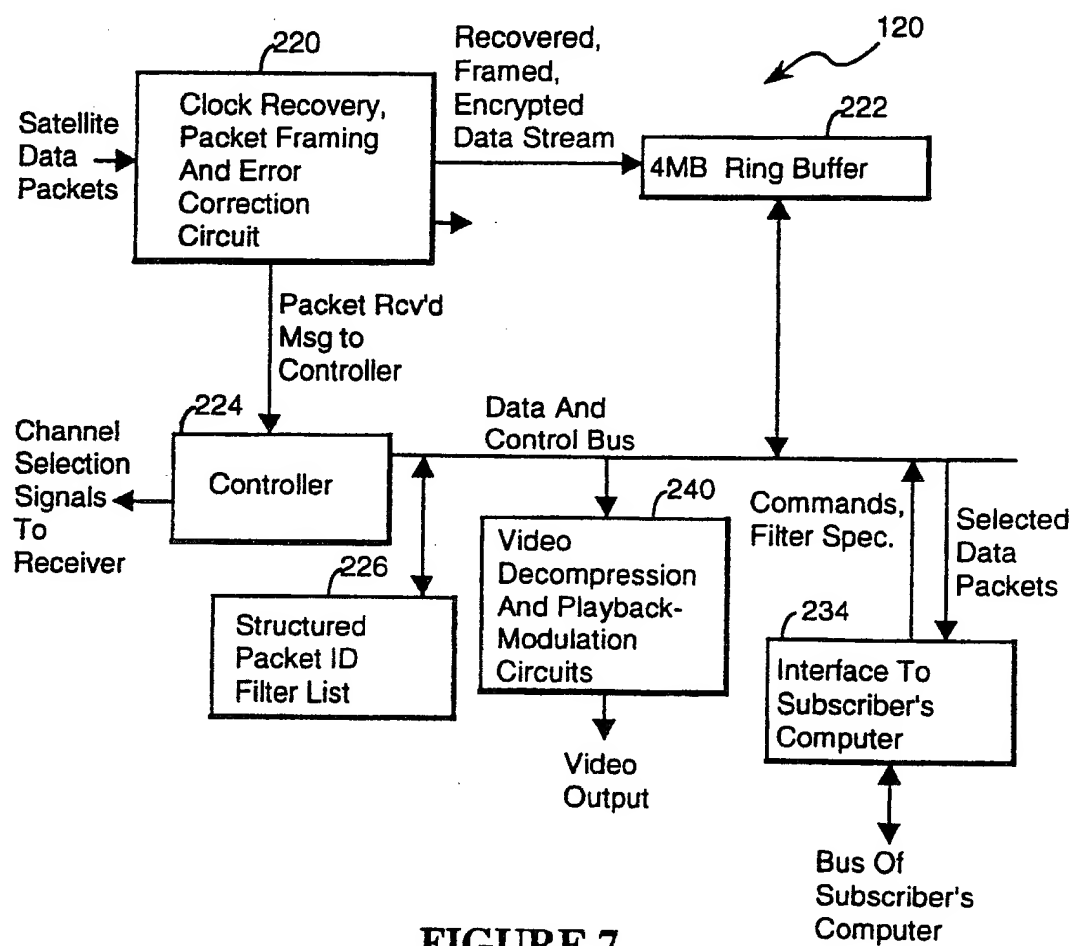 120
220
Clock Recovery,
Packet Framing
And Error
Correction
Circuit
Satellite
Data
Packets
Recovered,
Framed,
Encrypted
Data Stream
222
4MB Ring Buffer
Packet Rcv'd
Msg to
Controller
224
Controller
Channel
Selection
Signals
To
Receiver
Data And
Control Bus
226
Structured
Packet ID
Filter List
240
Video
Decompression
And Playback-
Modulation
Circuits
Video
Output
Commands,
Filter Spec.
Selected
Data
Packets
234
Interface To
Subscriber's
Computer
Bus Of
Subscriber's
Computer
FIGURE 7